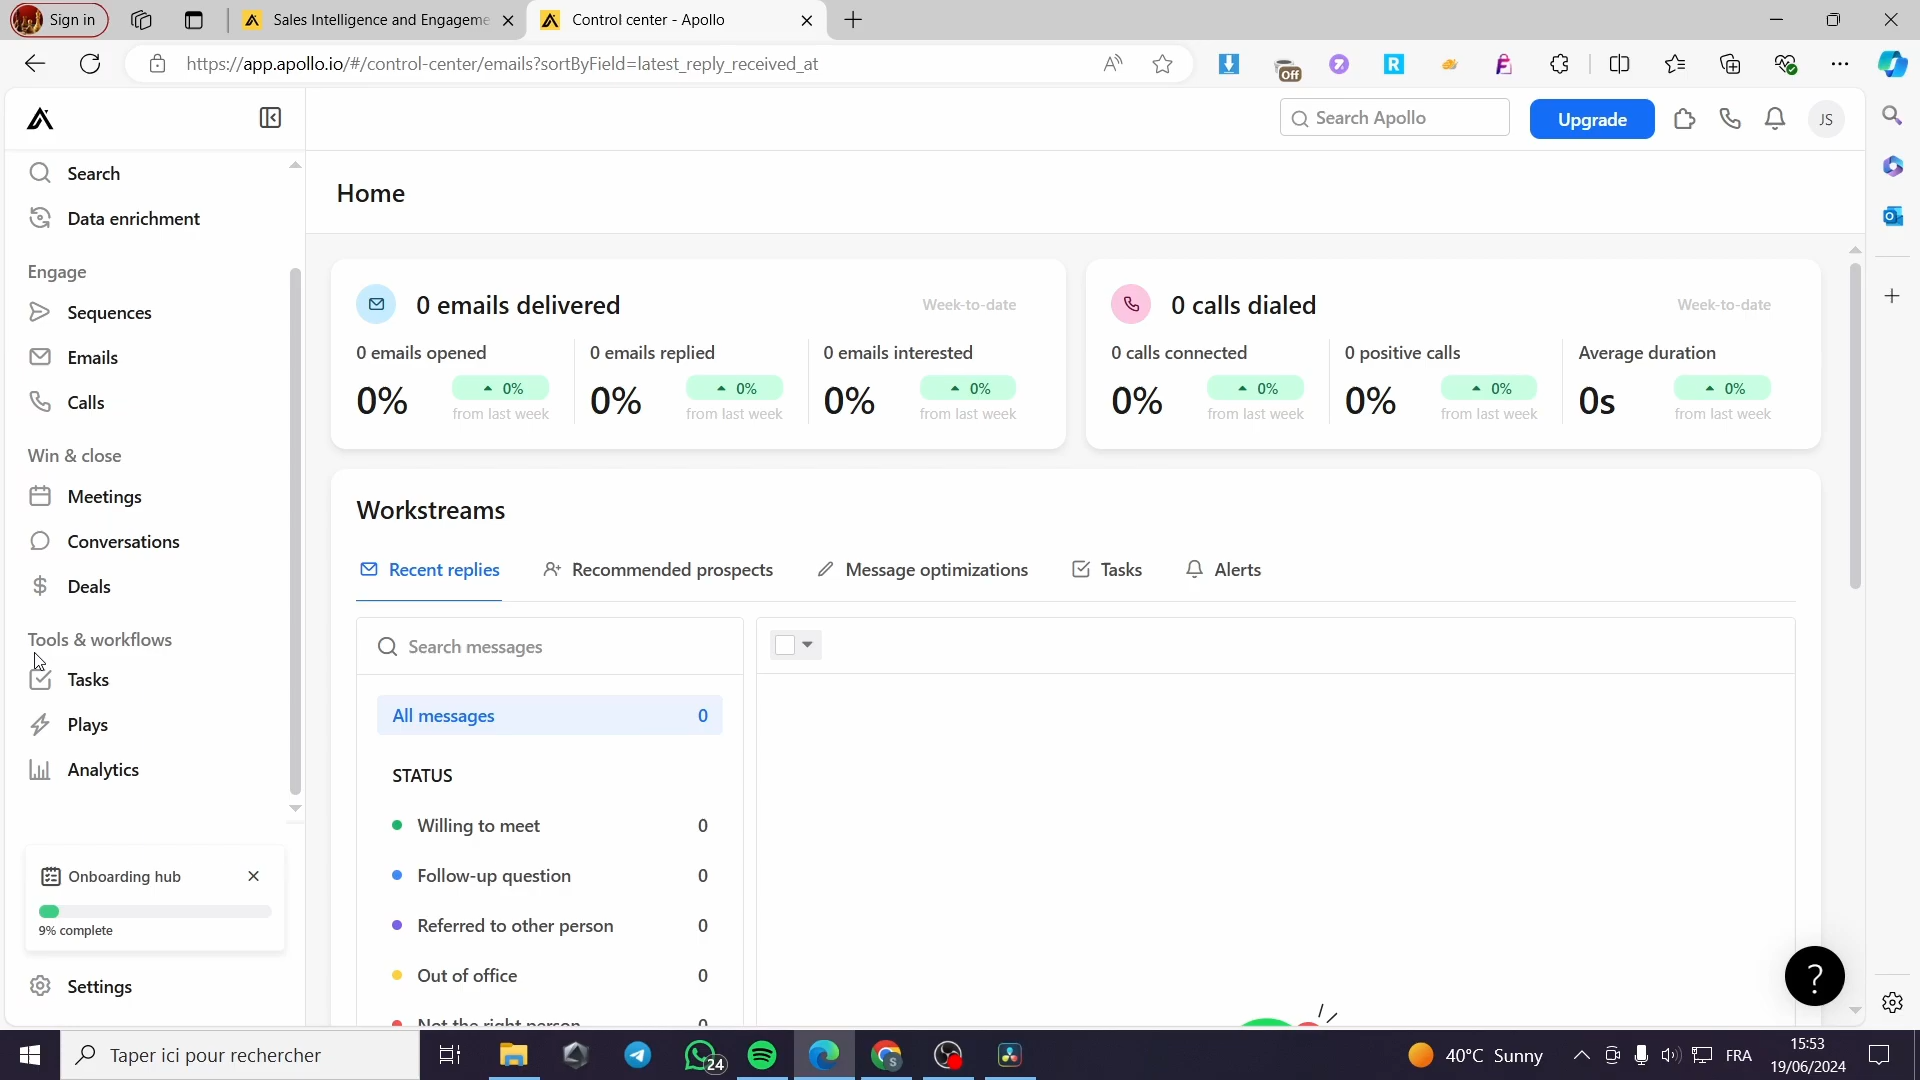 Sign in
Sales Intelligence and Engageme
Control center - Apollo
https://app.apollo.io/#/control-center/emails?sortByField=latest_reply_received_at
Off
Search Apollo
Upgrade
JS
Search
Data enrichment
Engage
Sequences
Emails
Calls
Win & close
Meetings
Conversations
Deals
Tools & workflows
Tasks
Plays
Analytics
Onboarding hub
9% complete
Settings
Home
0 emails delivered
Week-to-date
0 emails opened
0 emails replied
0 emails interested
0%
0%
from last week
0%
0%
from last week
0%
0%
from last week
0 calls dialed
Week-to-date
0 calls connected
0 positive calls
Average duration
0%
0%
from last week
0%
0%
from last week
0s
0%
from last week
Workstreams
Recent replies
Recommended prospects
Message optimizations
Tasks
Alerts
Search messages
All messages 0
STATUS
Willing to meet 0
Follow-up question 0
Referred to other person 0
Out of office 0
Not the right person 0
?
Taper ici pour rechercher
24
40°C Sunny
FRA
15:53
19/06/2024